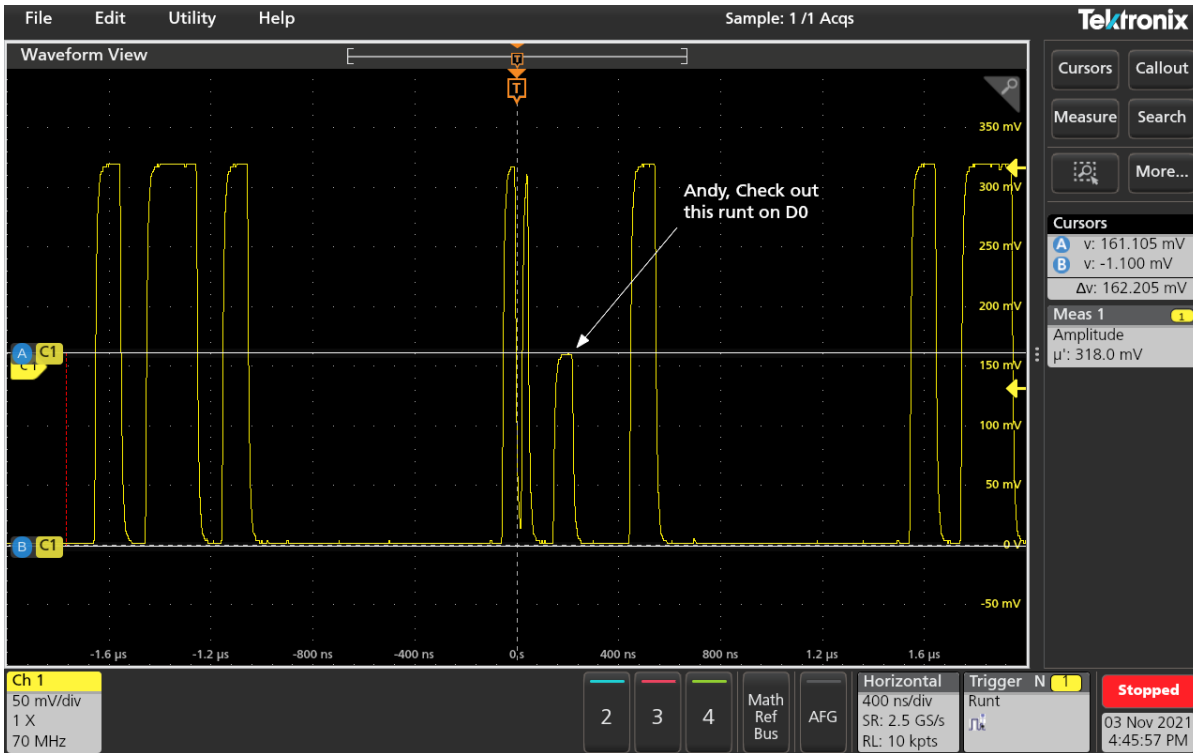 File Edit Utility Help Sample: 1 /1 Acqs Tektronix
Waveform View
T
T
Cursors Callout
Measure Search
More...
350 mV
300 mV
250 mV
200 mV
150 mV
100 mV
50 mV
0 V
-50 mV
Andy, Check out
this runt on D0
A C1
C1
B C1
-1.6 µs -1.2 µs -800 ns -400 ns 0 s 400 ns 800 ns 1.2 µs 1.6 µs
Cursors
A v: 161.105 mV
B v: -1.100 mV
Δv: 162.205 mV
Meas 1 1
Amplitude
µ': 318.0 mV
Ch 1
50 mV/div
1 X
70 MHz
2 3 4
Math
Ref
Bus
AFG
Horizontal
400 ns/div
SR: 2.5 GS/s
RL: 10 kpts
Trigger N 1
Runt
Stopped
03 Nov 2021
4:45:57 PM